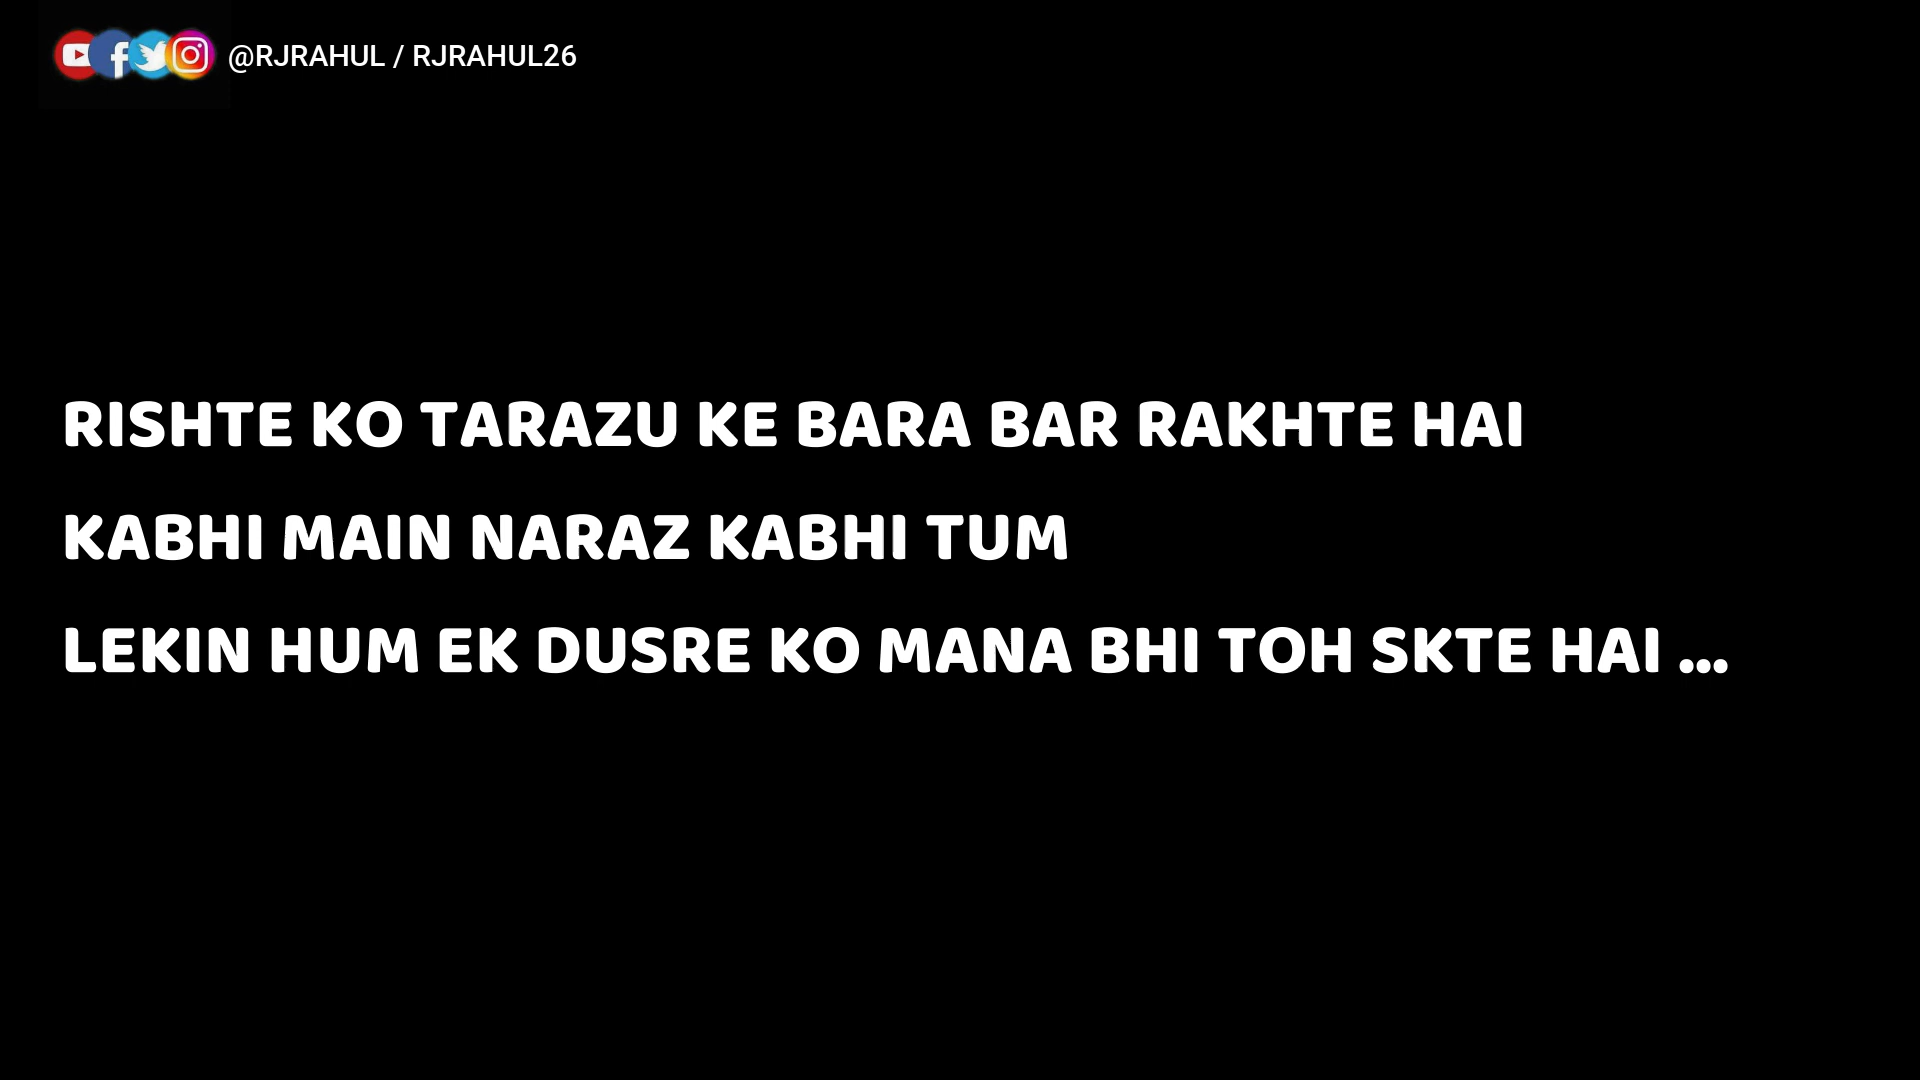 @RJRAHUL / RJRAHUL26
RISHTE KO TARAZU KE BARA BAR RAKHTE HAI
KABHI MAIN NARAZ KABHI TUM
LEKIN HUM EK DUSRE KO MANA BHI TOH SKTE HAI ...